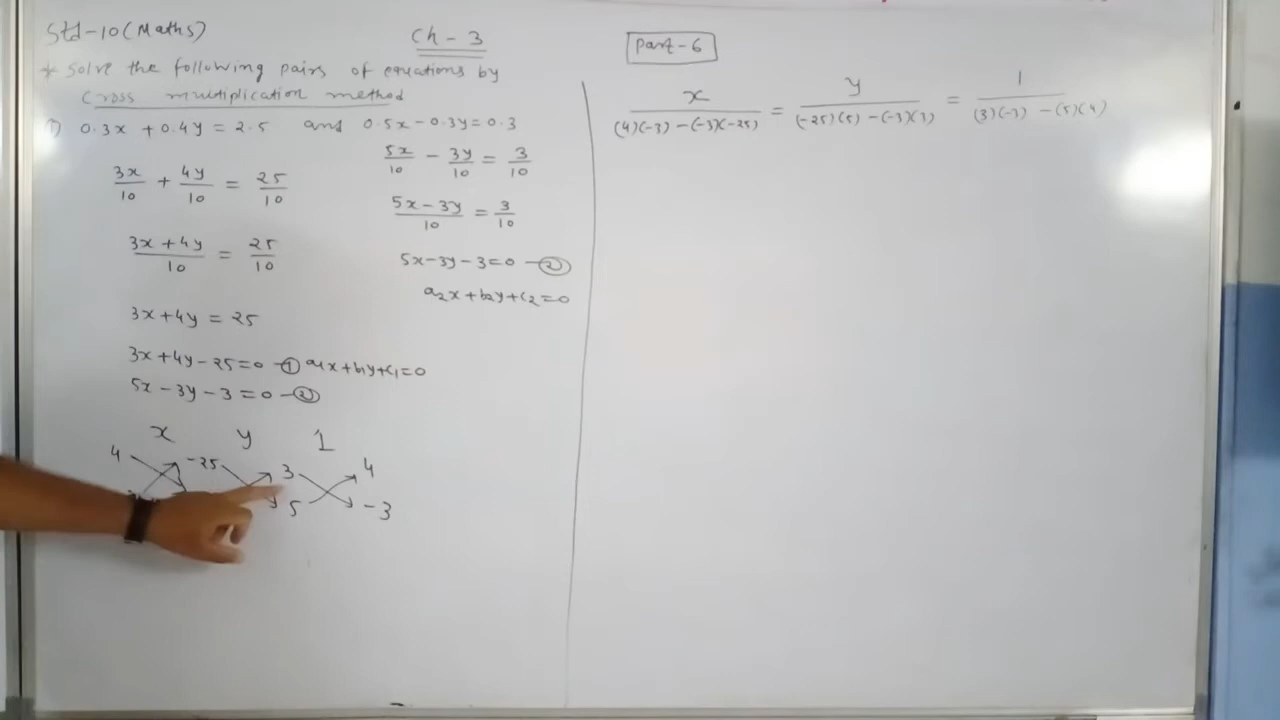 Std-10 (Maths)
Ch-3
* Solve the following pairs of equations by
cross multiplication method
1) 0.3x + 0.4y = 2.5 and 0.5x - 0.3y = 0.3
3x/10 + 4y/10 = 25/10
5x/10 - 3y/10 = 3/10
3x + 4y/10 = 25/10
5x - 3y/10 = 3/10
3x + 4y = 25
5x - 3y - 3 = 0 - ②
a2x + b2y + c2 = 0
3x + 4y - 25 = 0 - ① a1x + b1y + c1 = 0
5x - 3y - 3 = 0 - ②
x y 1
4 -25 3 4
5 -3
Part-6
x/(4)(-3) - (-3)(-25) = y/(-25)(5) - (-3)(3) = 1/(3)(-3) - (5)(4)